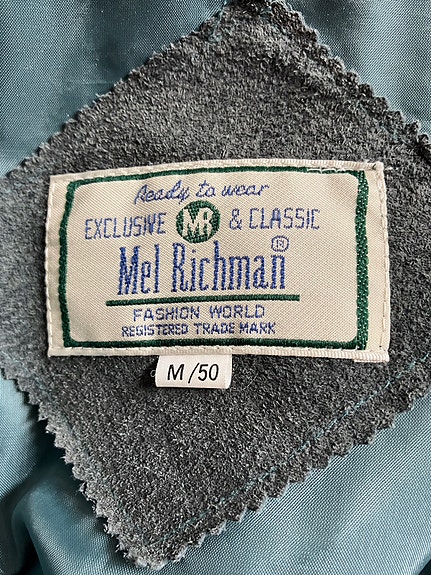 Ready to wear
EXCLUSIVE MR & CLASSIC
Mel Richman ®
FASHION WORLD
REGISTERED TRADE MARK
M/50